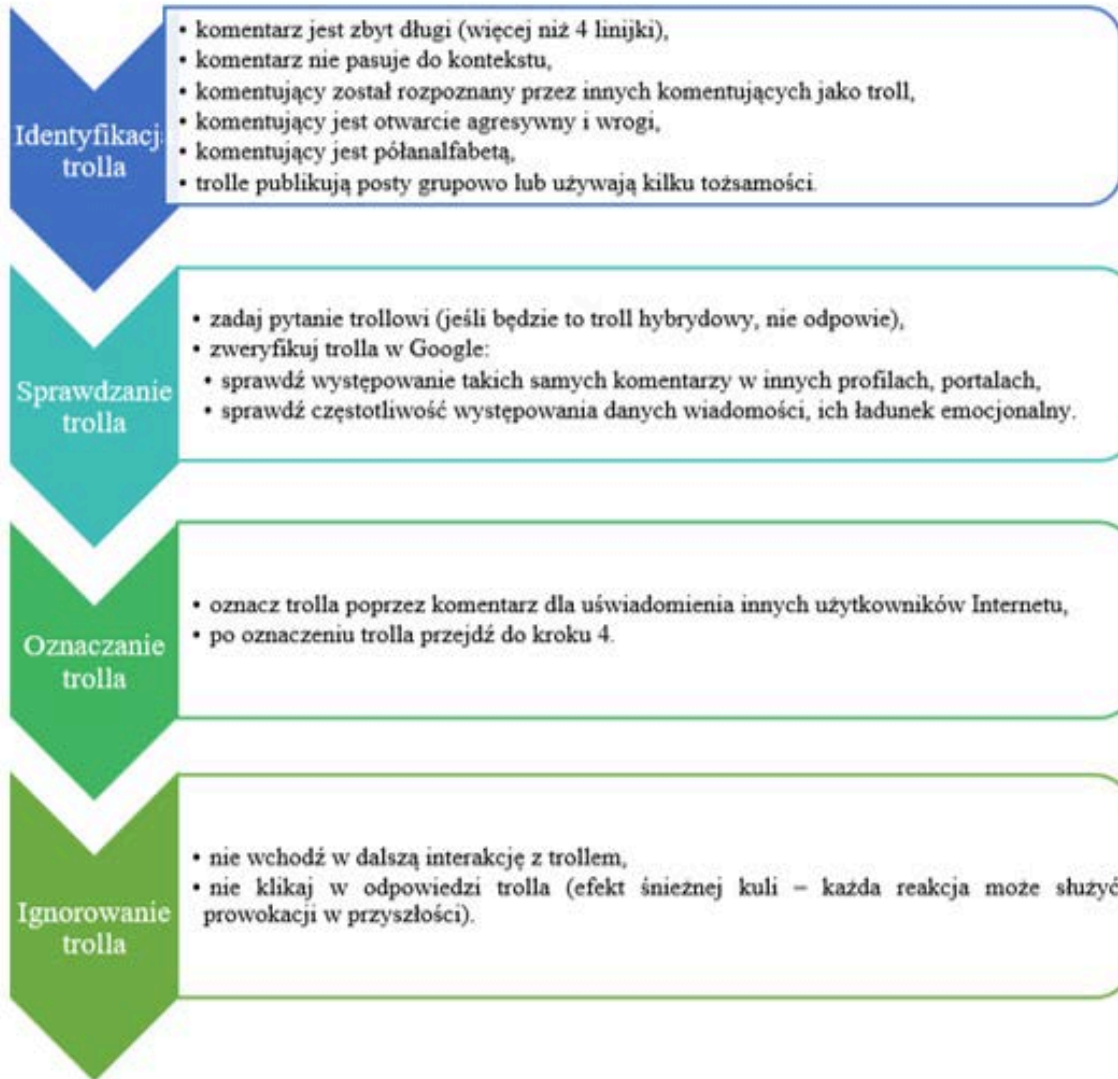 Identyfikacja
trolla
• komentarz jest zbyt długi (więcej niż 4 linijki),
• komentarz nie pasuje do kontekstu,
• komentujący został rozpoznany przez innych komentujących jako troll,
• komentujący jest otwarcie agresywny i wrogi,
• komentujący jest półanalfabetą,
• trolle publikują posty grupowo lub używają kilku tożsamości.
Sprawdzanie
trolla
• zadaj pytanie trollowi (jeśli będzie to troll hybrydowy, nie odpowie),
• zweryfikuj trolla w Google:
• sprawdź występowanie takich samych komentarzy w innych profilach, portalach,
• sprawdź częstotliwość występowania danych wiadomości, ich ładunek emocjonalny.
Oznaczanie
trolla
• oznacz trolla poprzez komentarz dla uświadomienia innych użytkowników Internetu,
• po oznaczeniu trolla przejdź do kroku 4.
Ignorowanie
trolla
• nie wchodź w dalszą interakcję z trollem,
• nie klikaj w odpowiedzi trolla (efekt śnieżnej kuli – każda reakcja może służyć
prowokacji w przyszłości).